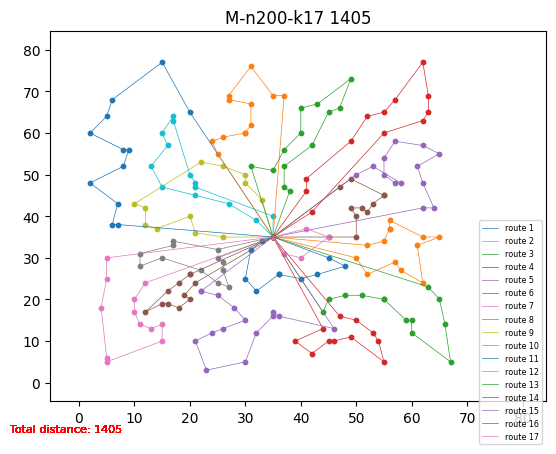 M-n200-k17 1405
80
70
60
50
40
30
20
10
0
0 10 20 30 40 50 60 70 80
route 1
route 2
route 3
route 4
route 5
route 6
route 7
route 8
route 9
route 10
route 11
route 12
route 13
route 14
route 15
route 16
route 17
Total distance: 1405